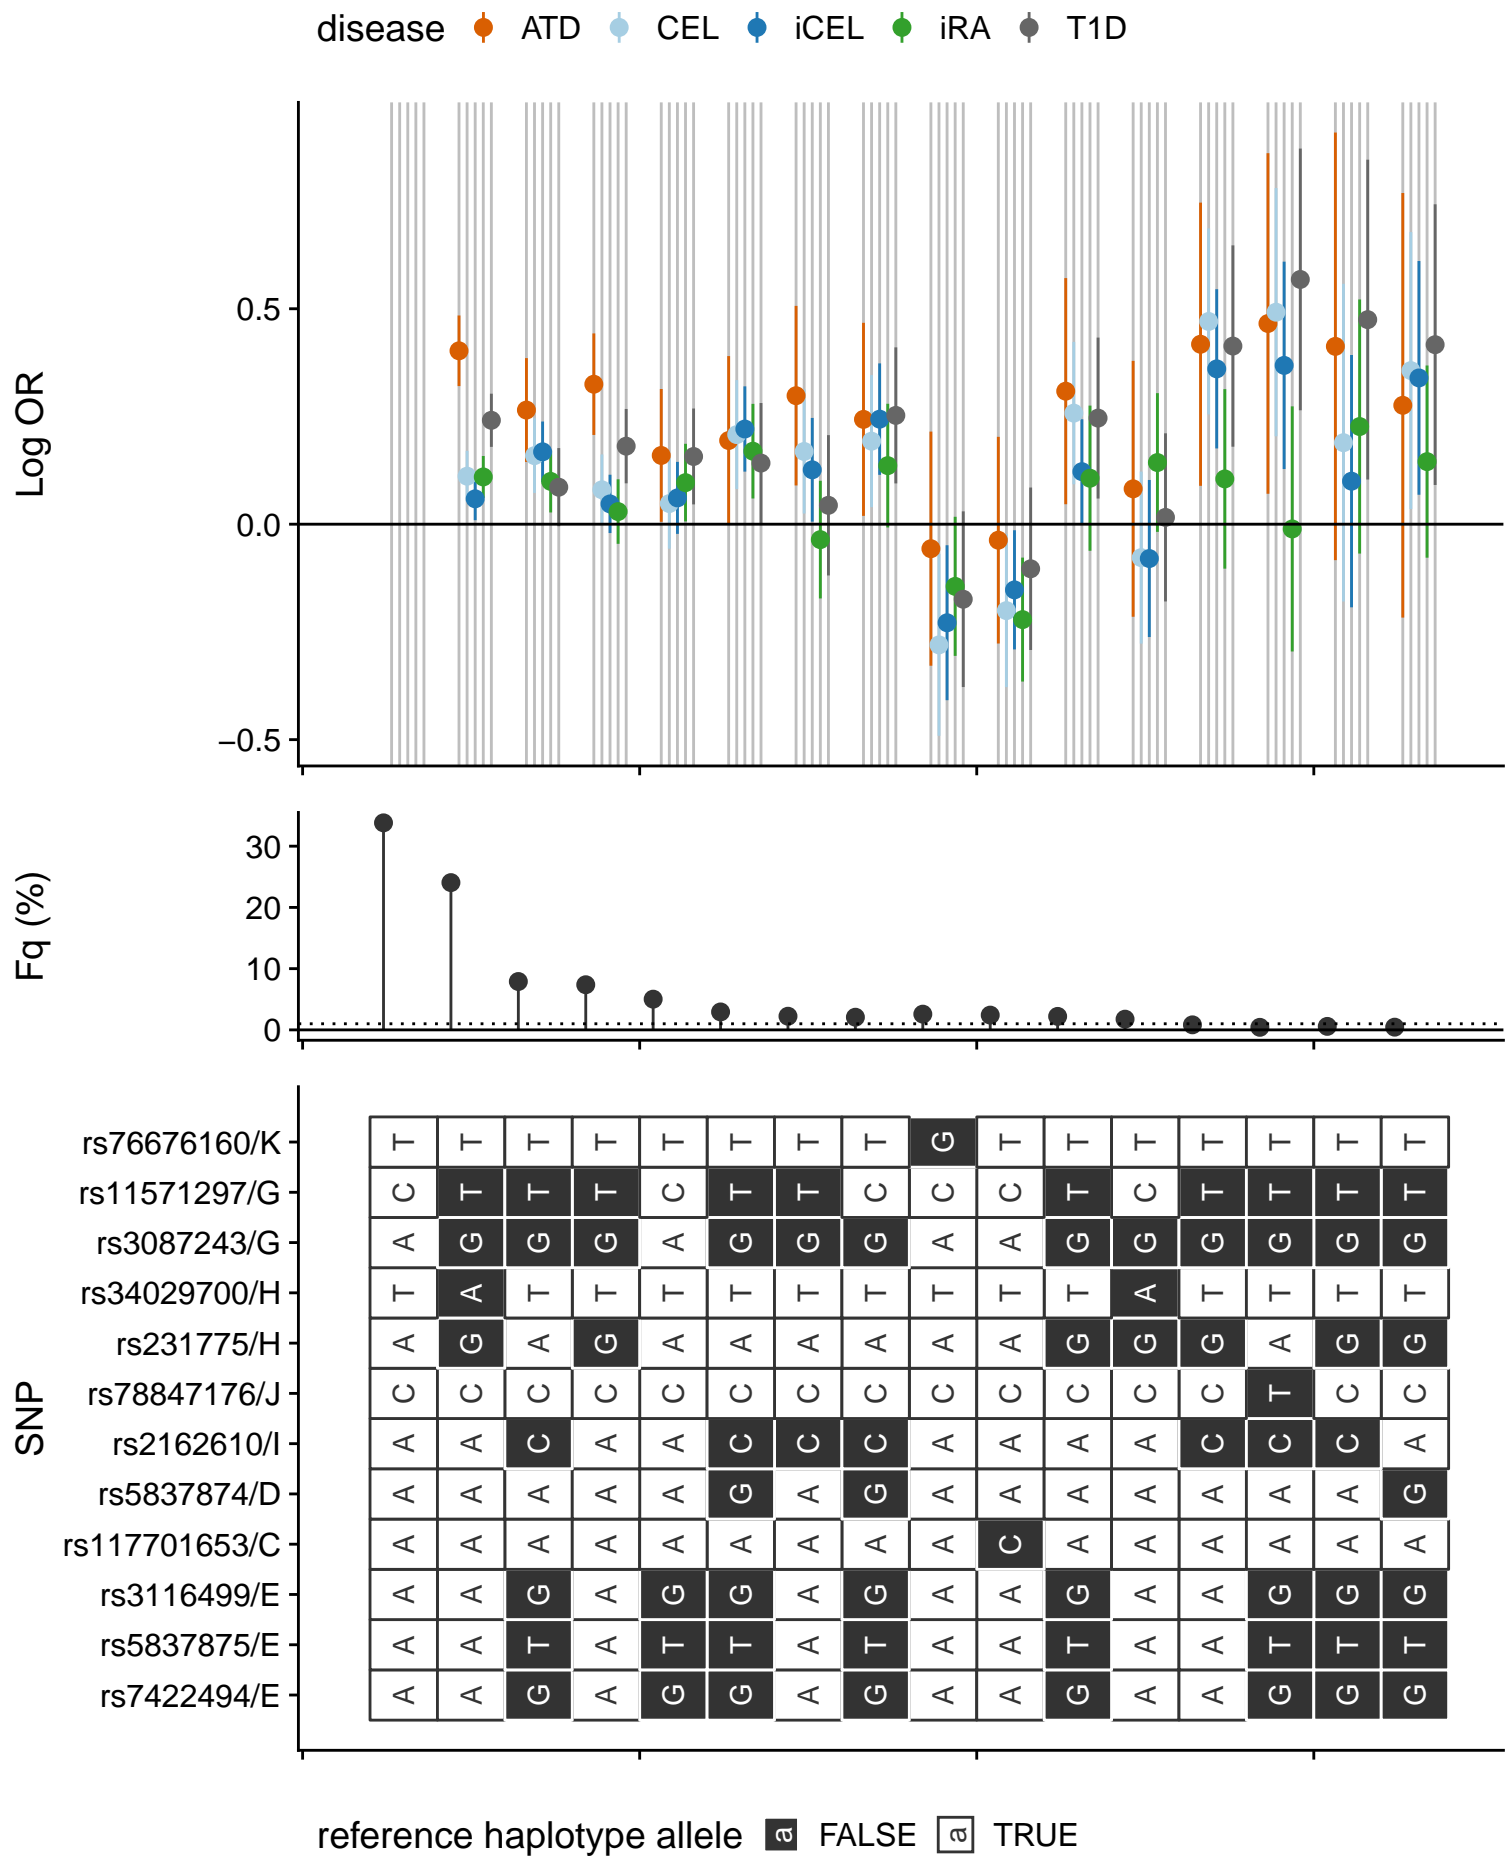 disease ATD CEL iCEL iRA T1D
Log OR
0.5
0.0
−0.5
Fq (%)
30
20
10
0
SNP
rs76676160/K T T T T T T T T G T T T T T T T
rs11571297/G C T T T C T T C C C T C T T T T
rs3087243/G A G G G A G G G A A G G G G G G
rs34029700/H T A T T T T T T T T T A T T T T
rs231775/H A G A G A A A A A A G G G A G G
rs78847176/J C C C C C C C C C C C C C T C C
rs2162610/I A A C A A C C C A A A A C C C A
rs5837874/D A A A A A G A G A A A A A A A G
rs117701653/C A A A A A A A A A C A A A A A A
rs3116499/E A A G A G G A G A A G A A G G G
rs5837875/E A A T A T T A T A A T A A T T T
rs7422494/E A A G A G G A G A A G A A G G G
reference haplotype allele a FALSE a TRUE